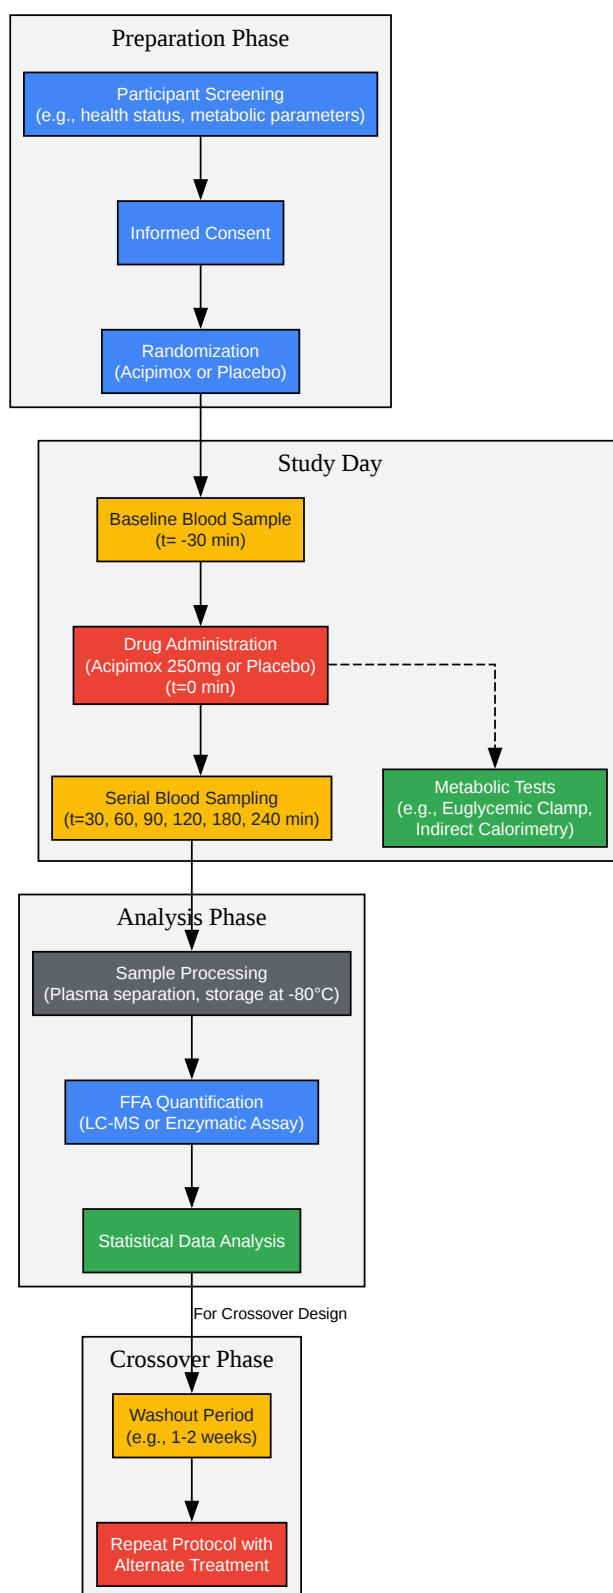 Preparation Phase
Participant Screening
(e.g., health status, metabolic parameters)
Informed Consent
Randomization
(Acipimox or Placebo)
Study Day
Baseline Blood Sample
(t= -30 min)
Drug Administration
(Acipimox 250mg or Placebo)
(t=0 min)
Serial Blood Sampling
(t=30, 60, 90, 120, 180, 240 min)
Metabolic Tests
(e.g., Euglycemic Clamp,
Indirect Calorimetry)
Analysis Phase
Sample Processing
(Plasma separation, storage at -80°C)
FFA Quantification
(LC-MS or Enzymatic Assay)
Statistical Data Analysis
For Crossover Design
Crossover Phase
Washout Period
(e.g., 1-2 weeks)
Repeat Protocol with
Alternate Treatment